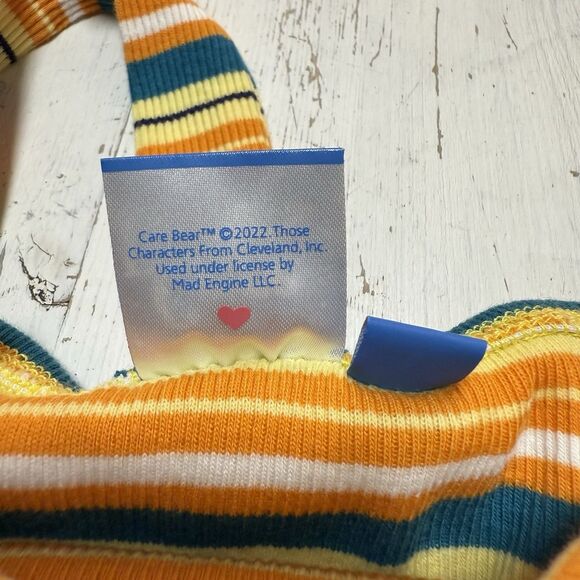 Care Bear™ ©2022 Those
Characters From Cleveland, Inc.
Used under license by
Mad Engine LLC.